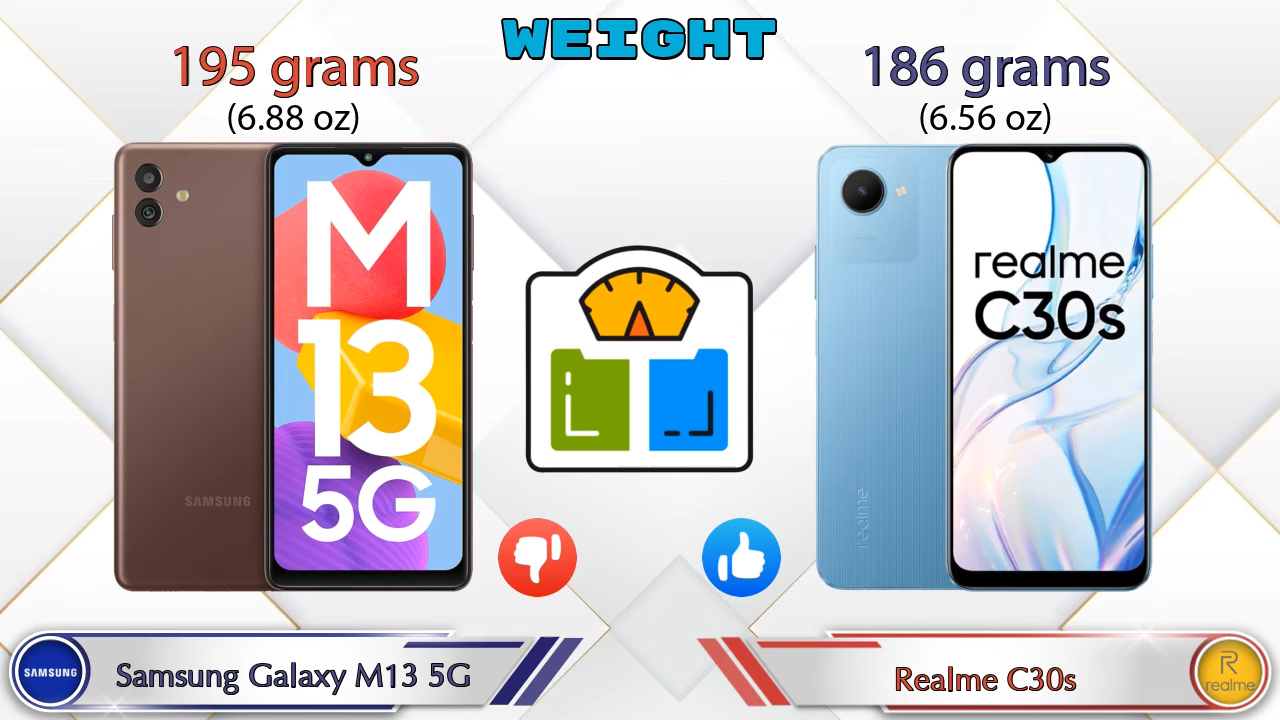 WEIGHT
195 grams
(6.88 oz)
186 grams
(6.56 oz)
M
13
5G
SAMSUNG
realme
C30s
realme
SAMSUNG
Samsung Galaxy M13 5G
Realme C30s
R
realme